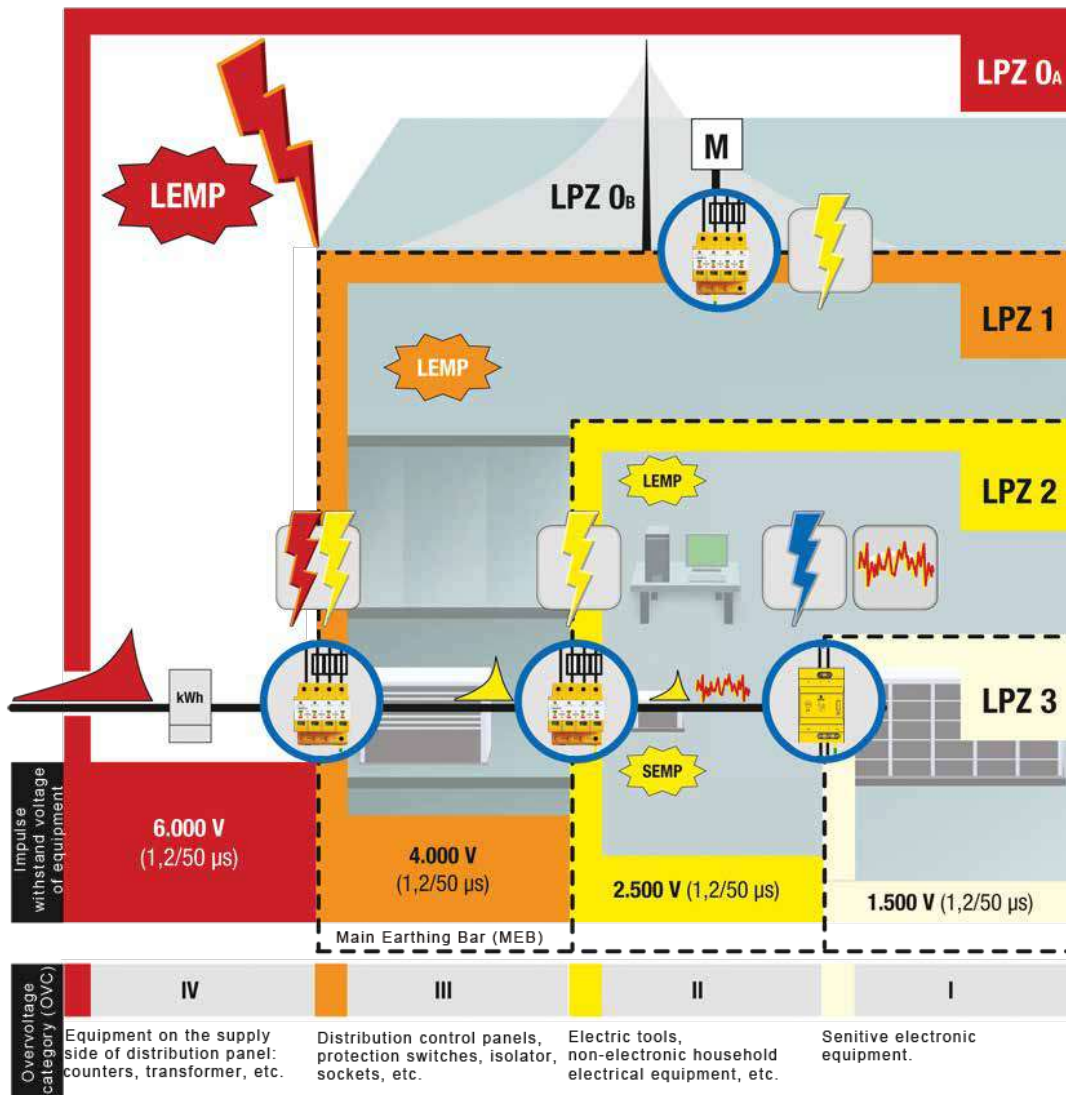 LPZ 0A
M
LEMP
LPZ 0B
LPZ 1
LEMP
LPZ 2
LEMP
kWh
LPZ 3
SEMP
Impulse
withstand voltage
of equipment
6.000 V
(1,2/50 µs)
4.000 V
(1,2/50 µs)
2.500 V (1,2/50 µs)
1.500 V (1,2/50 µs)
Main Earthing Bar (MEB)
Overvoltage
category (OVC)
IV
III
II
I
Equipment on the supply
side of distribution panel:
counters, transformer, etc.
Distribution control panels,
protection switches, isolator,
sockets, etc.
Electric tools,
non-electronic household
electrical equipment, etc.
Senitive electronic
equipment.